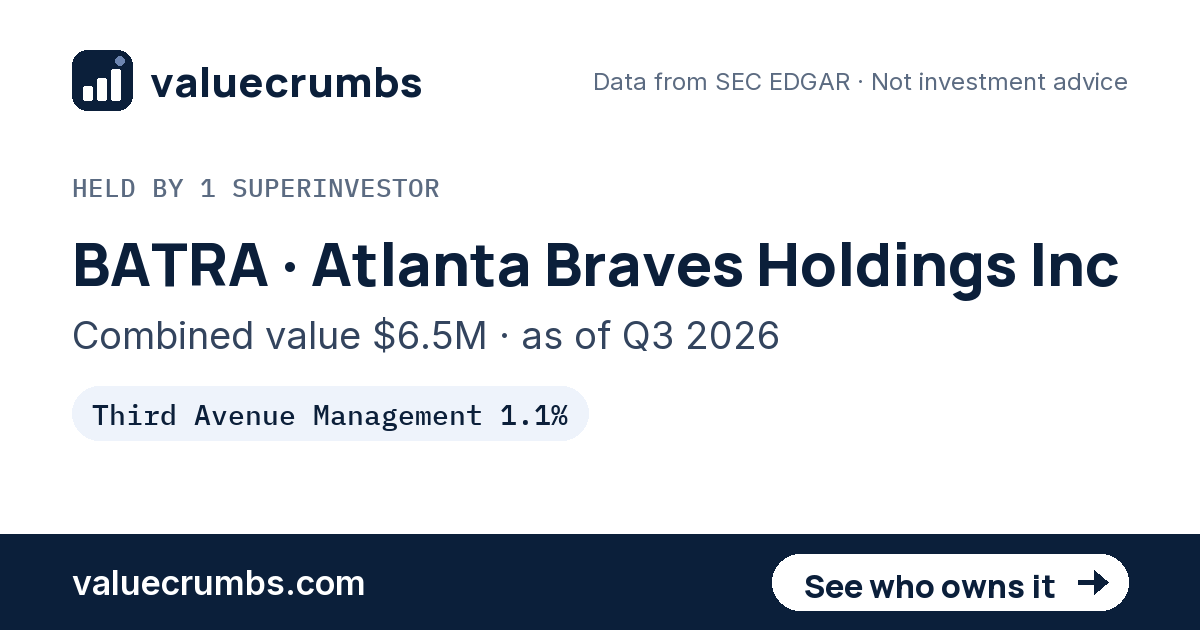 valuecrumbs
Data from SEC EDGAR · Not investment advice
HELD BY 1 SUPERINVESTOR
BATRA · Atlanta Braves Holdings Inc
Combined value $6.5M · as of Q3 2026
Third Avenue Management 1.1%
valuecrumbs.com
See who owns it →